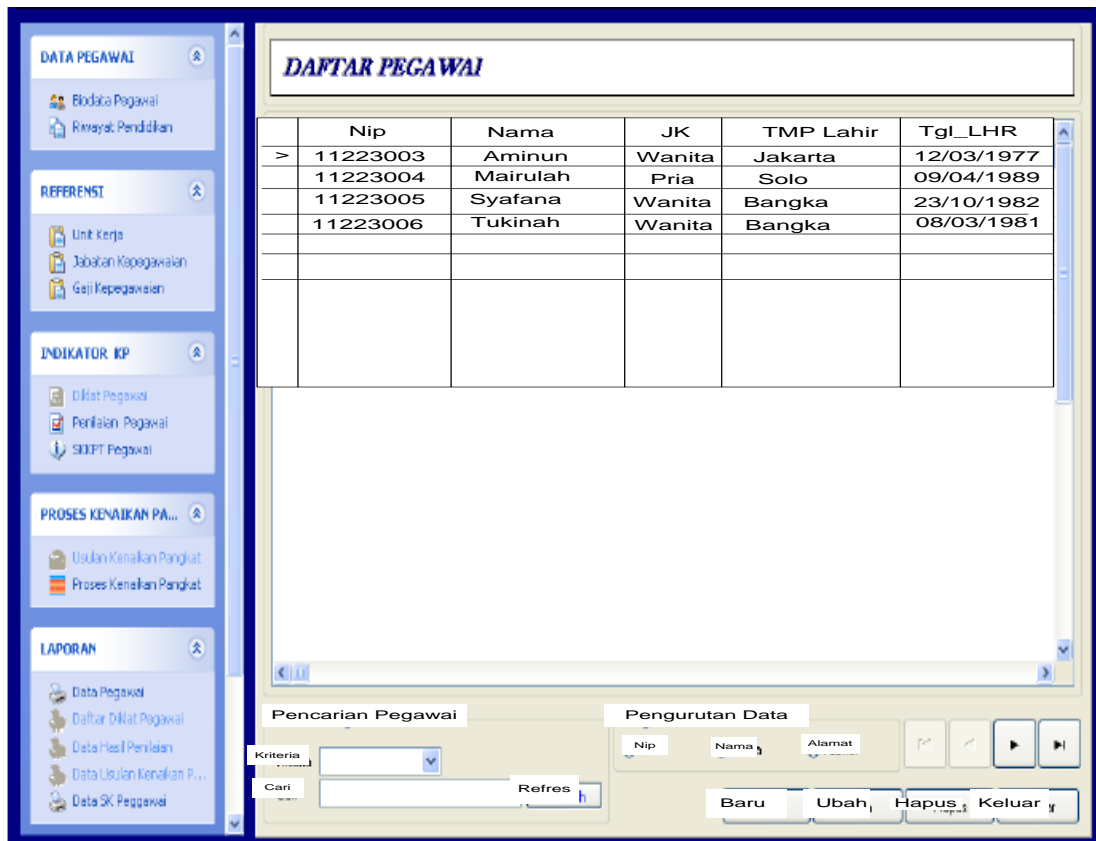 DATA PEGAWAI
Biodata Pegawai
Riwayat Pendidikan
REFERENSI
Unit Kerja
Jabatan Kepegawaian
Gaji Kepegawaian
INDIKATOR KP
Diklat Pegawai
Penilaian Pegawai
SKKPT Pegawai
PROSES KENAIKAN PA...
Usulan Kenaikan Pangkat
Proses Kenaikan Pangkat
LAPORAN
Data Pegawai
Daftar Diklat Pegawai
Data Hasil Penilaian
Data Usulan Kenaikan P...
Data SK Peggawai
DAFTAR PEGAWAI
Nip Nama JK TMP Lahir Tgl_LHR
> 11223003 Aminun Wanita Jakarta 12/03/1977
11223004 Mairulah Pria Solo 09/04/1989
11223005 Syafana Wanita Bangka 23/10/1982
11223006 Tukinah Wanita Bangka 08/03/1981
Pencarian Pegawai Pengurutan Data
Kriteria Nip Nama Alamat
Cari Refres
Baru Ubah Hapus Keluar